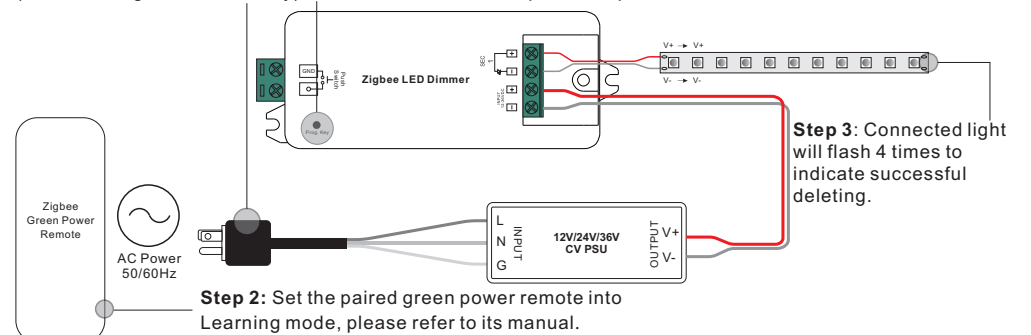 SEC
1
V+ → V+
GND
Push
Switch
Zigbee LED Dimmer
V- → V-
Prog. Key
Step 3: Connected light
will flash 4 times to
indicate successful
deleting.
Zigbee
Green Power
Remote
AC Power
50/60Hz
L
N
G
INPUT
12V/24V/36V
CV PSU
OUTPUT
V+
V-
Step 2: Set the paired green power remote into
Learning mode, please refer to its manual.